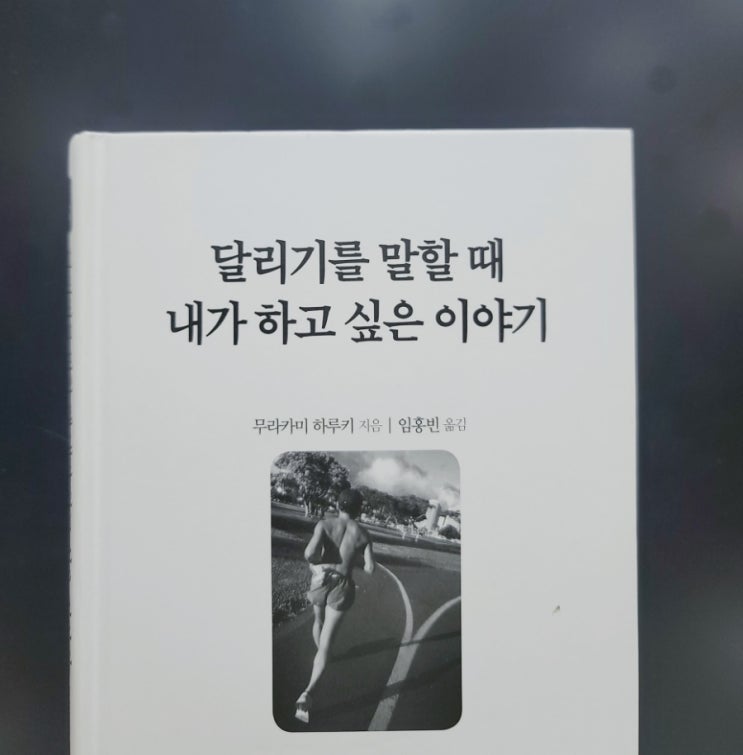 달리기를 말할 때
내가 하고 싶은 이야기
무라카미 하루키 지음 | 임홍빈 옮김